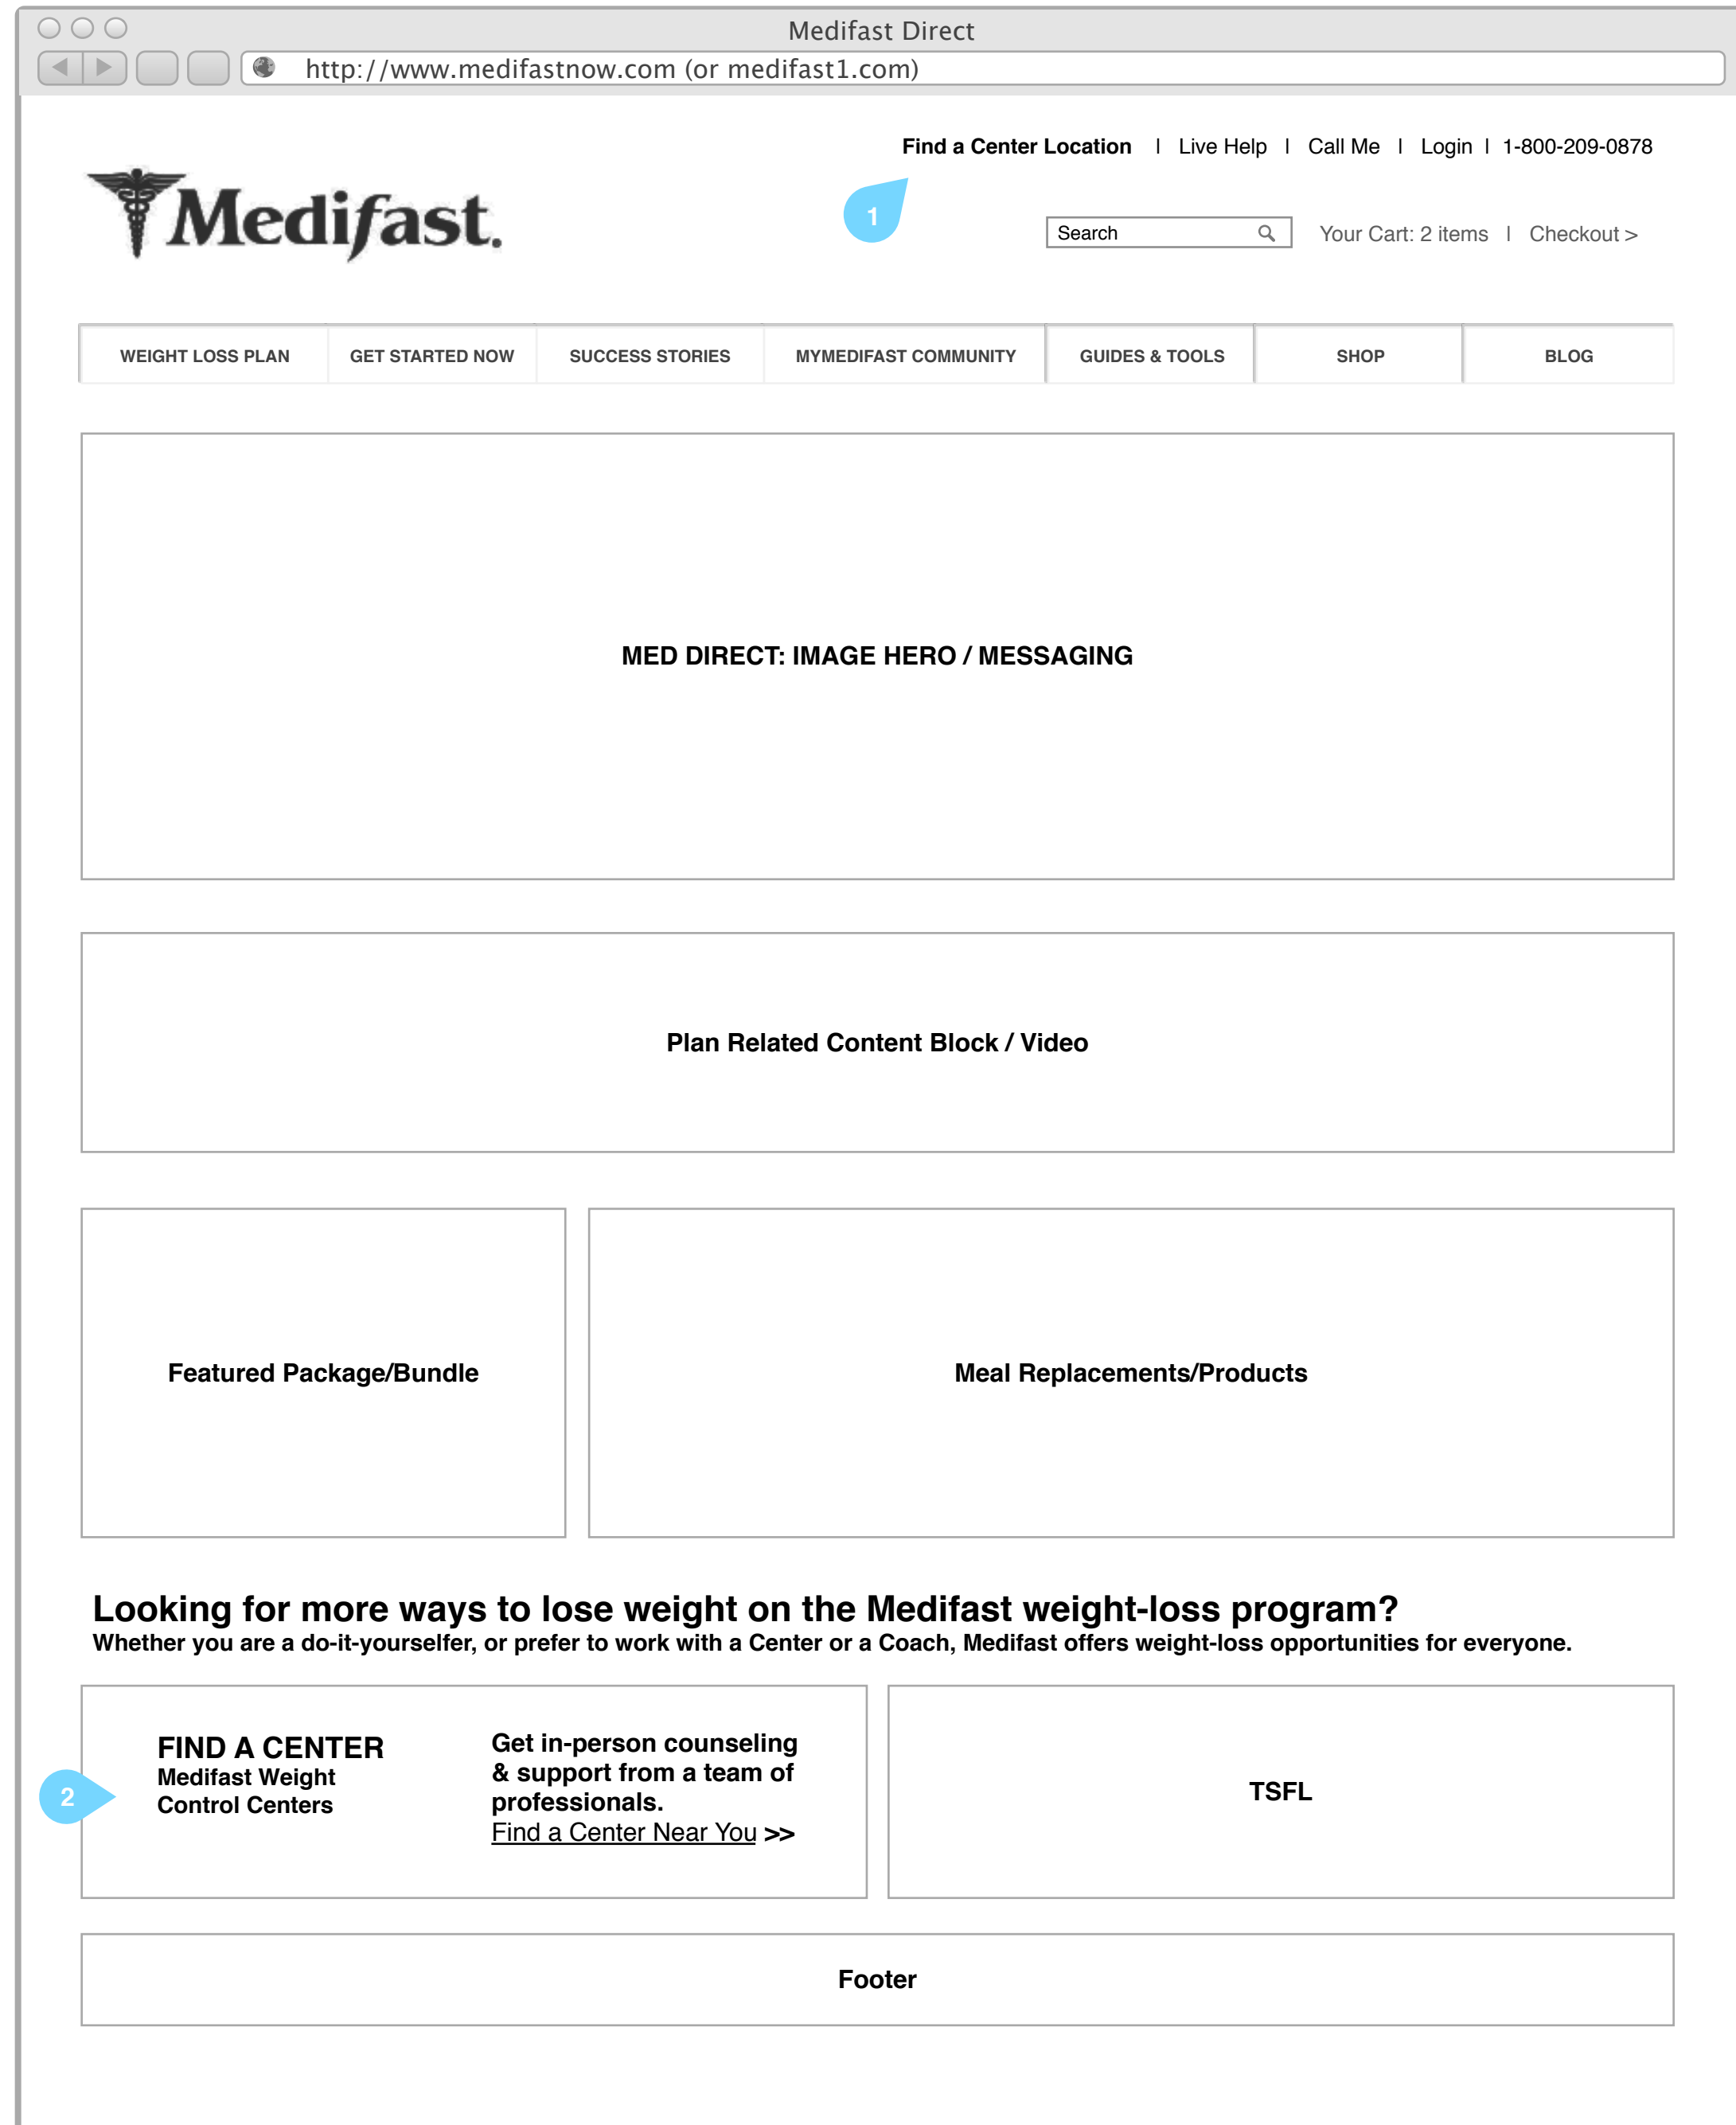 Medifast Direct
http://www.medifastnow.com (or medifast1.com)
Find a Center Location | Live Help | Call Me | Login | 1-800-209-0878
Medifast.
1
Search
Your Cart: 2 items | Checkout >
WEIGHT LOSS PLAN GET STARTED NOW SUCCESS STORIES MYMEDIFAST COMMUNITY GUIDES & TOOLS SHOP BLOG
MED DIRECT: IMAGE HERO / MESSAGING
Plan Related Content Block / Video
Featured Package/Bundle
Meal Replacements/Products
Looking for more ways to lose weight on the Medifast weight-loss program?
Whether you are a do-it-yourselfer, or prefer to work with a Center or a Coach, Medifast offers weight-loss opportunities for everyone.
2
FIND A CENTER
Medifast Weight
Control Centers
Get in-person counseling
& support from a team of
professionals.
Find a Center Near You >>
TSFL
Footer